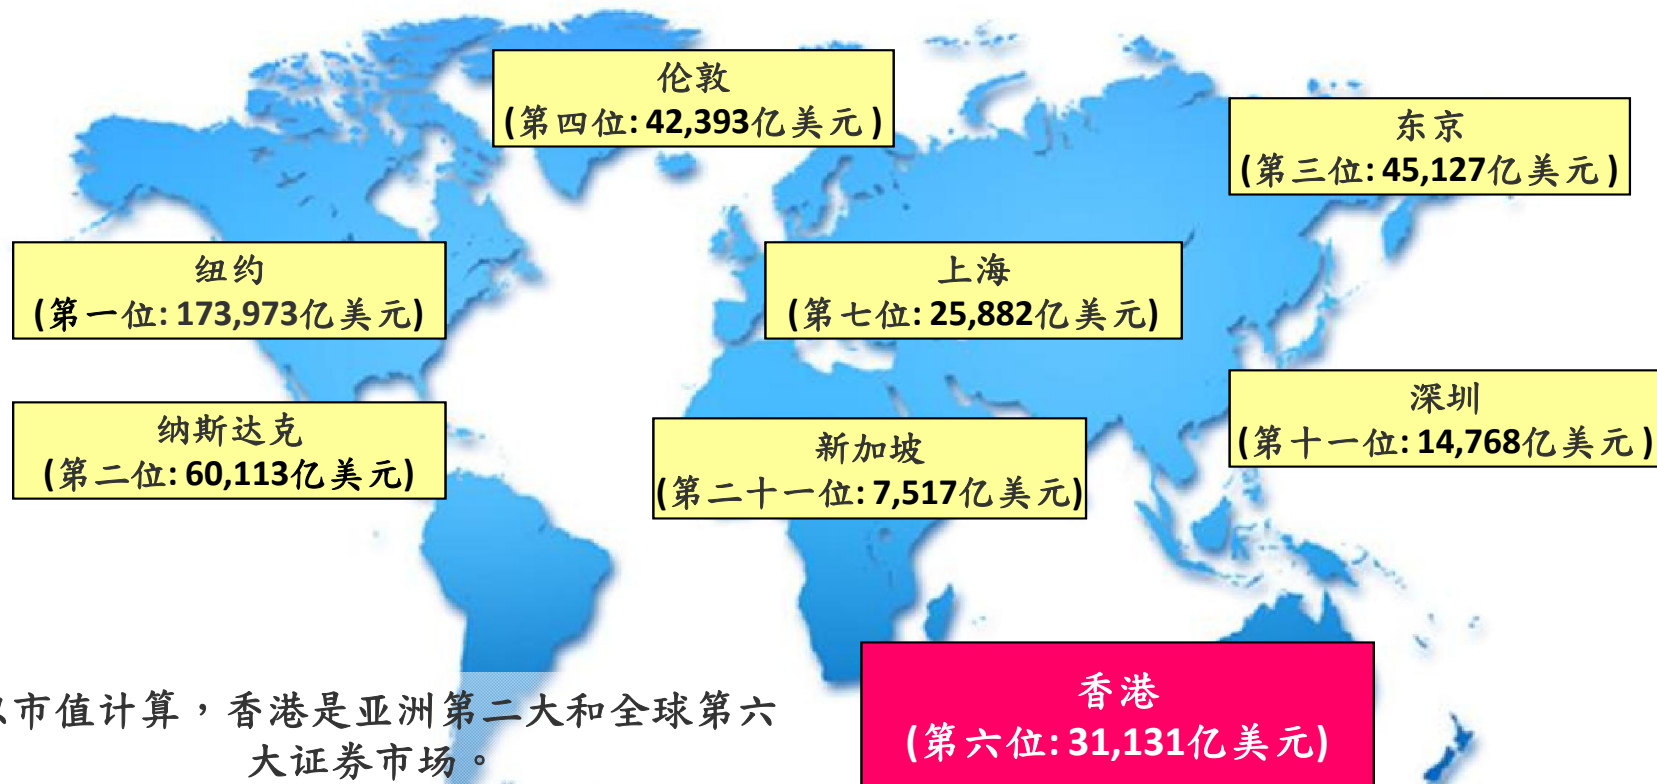 伦敦
(第四位: 42,393亿美元 )
东京
(第三位: 45,127亿美元 )
纽约
(第一位: 173,973亿美元)
上海
(第七位: 25,882亿美元)
纳斯达克
(第二位: 60,113亿美元)
新加坡
(第二十一位: 7,517亿美元)
深圳
(第十一位: 14,768亿美元 )
香港
(第六位: 31,131亿美元)
市值计算，香港是亚洲第二大和全球第六
大证券市场。